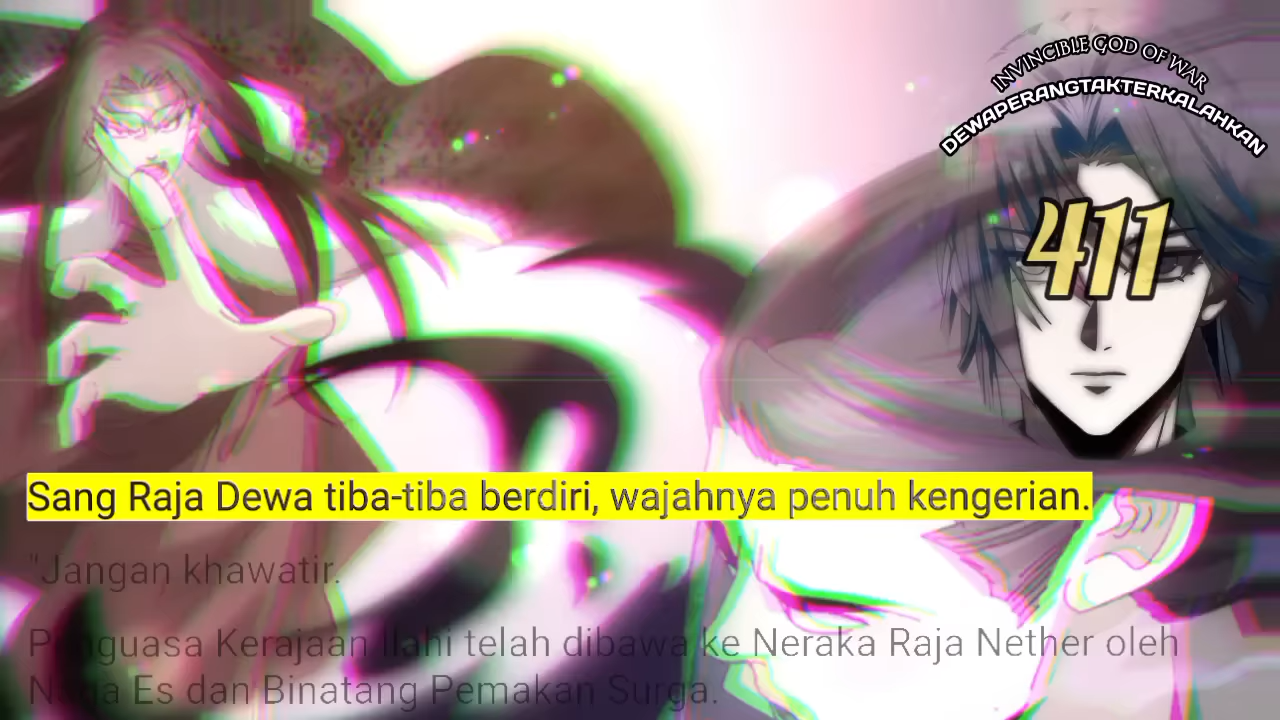 INVINCIBLE GOD OF WAR
DEWAPERANGTAKTERKALAHKAN
411
Sang Raja Dewa tiba-tiba berdiri, wajahnya penuh kengerian.
"Jangan khawatir.
Penguasa Kerajaan Ilahi telah dibawa ke Neraka Raja Nether oleh
Naga Es dan Binatang Pemakan Surga.